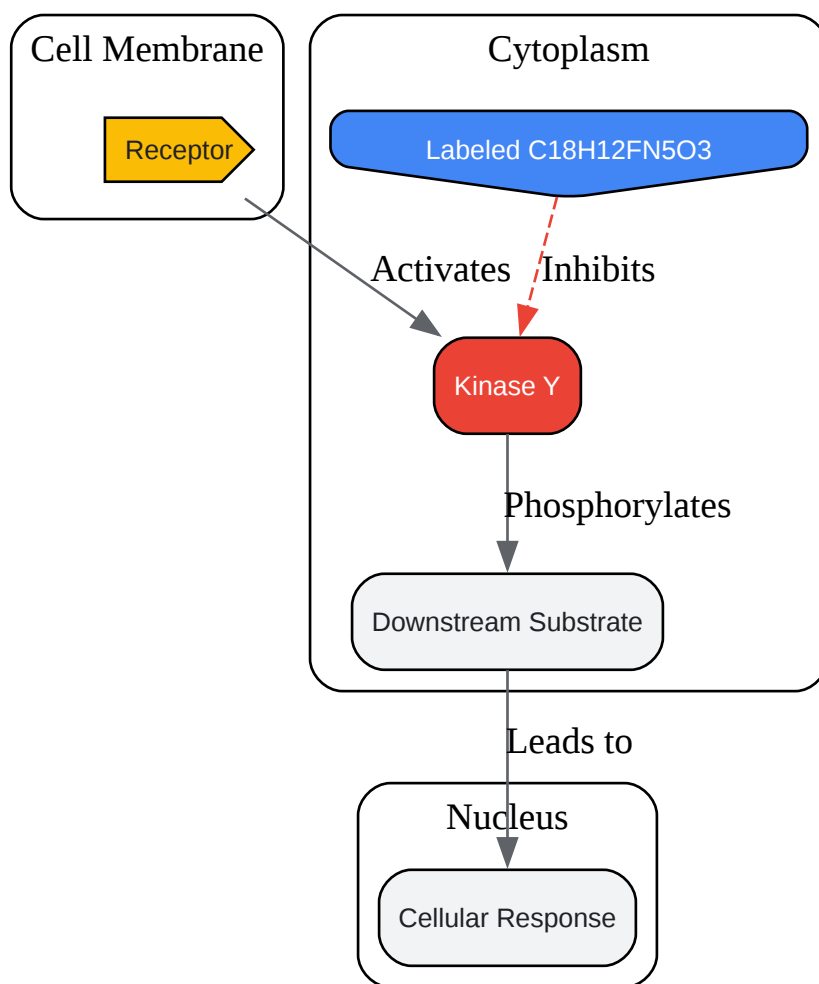 Cell Membrane
Cytoplasm
Receptor
Labeled C18H12FN5O3
Activates
Inhibits
Kinase Y
Phosphorylates
Downstream Substrate
Leads to
Nucleus
Cellular Response